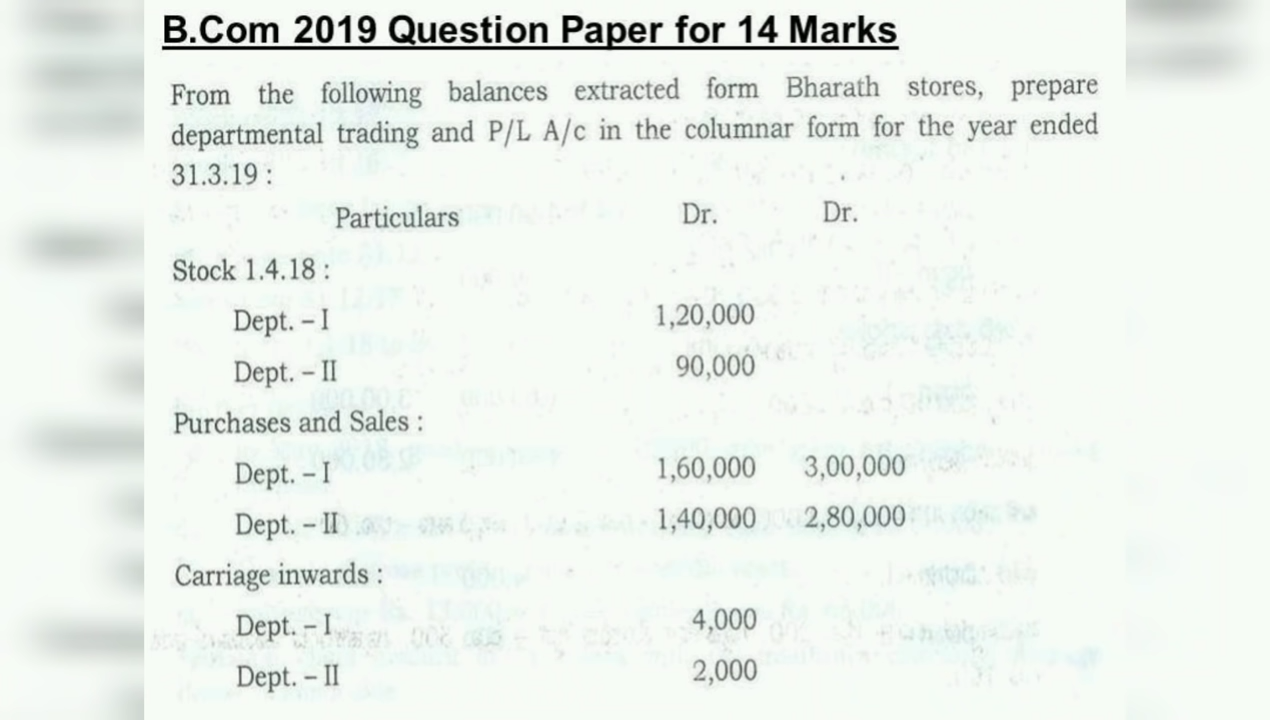 B.Com 2019 Question Paper for 14 Marks
From the following balances extracted form Bharath stores, prepare
departmental trading and P/L A/c in the columnar form for the year ended
31.3.19 :
Particulars Dr. Dr.
Stock 1.4.18 :
Dept. – I 1,20,000
Dept. – II 90,000
Purchases and Sales :
Dept. – I 1,60,000 3,00,000
Dept. – II 1,40,000 2,80,000
Carriage inwards :
Dept. – I 4,000
Dept. – II 2,000